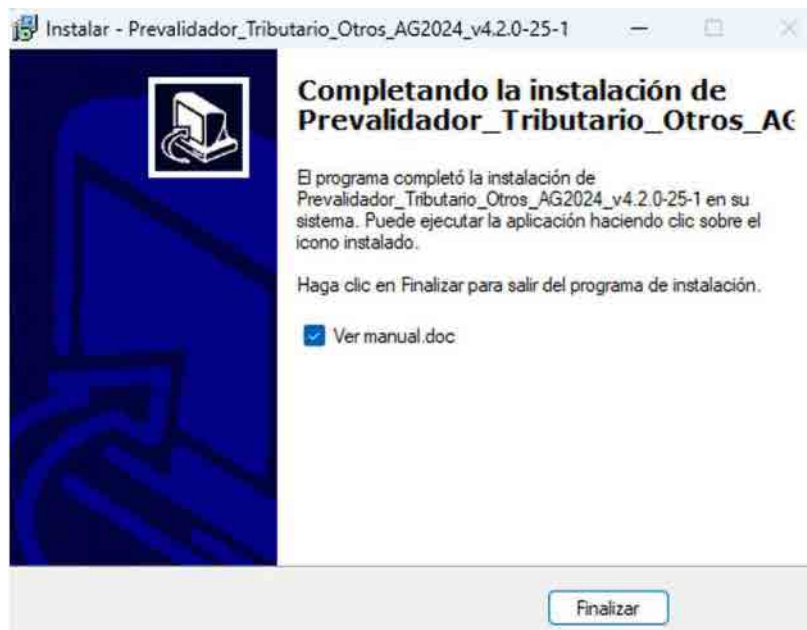 Instalar - Prevalidador_Tributario_Otros_AG2024_v4.2.0-25-1
Completando la instalación de
Prevalidador_Tributario_Otros_AG
El programa completó la instalación de
Prevalidador_Tributario_Otros_AG2024_v4.2.0-25-1 en su
sistema. Puede ejecutar la aplicación haciendo clic sobre el
icono instalado.
Haga clic en Finalizar para salir del programa de instalación.
Ver manual.doc
Finalizar